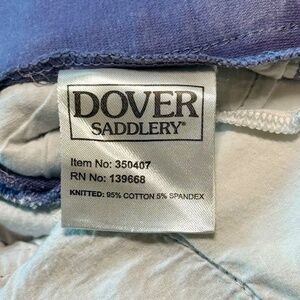 DOVER
SADDLERY®
Item No: 350407
RN No: 139668
KNITTED: 95% COTTON 5% SPANDEX